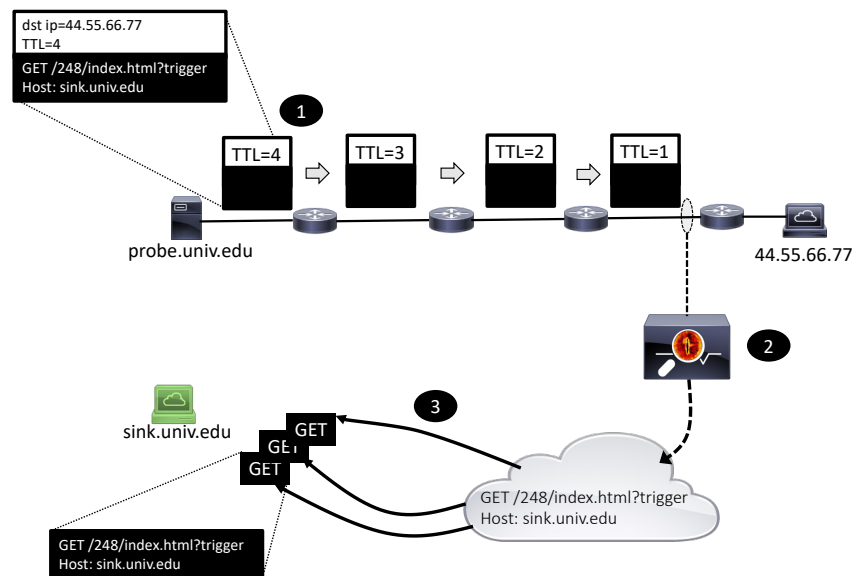 dst ip=44.55.66.77
TTL=4
GET /248/index.html?trigger
Host: sink.univ.edu
1
TTL=4
TTL=3
TTL=2
TTL=1
probe.univ.edu
44.55.66.77
2
3
sink.univ.edu
GET
GET
GET
GET /248/index.html?trigger
Host: sink.univ.edu
GET /248/index.html?trigger
Host: sink.univ.edu